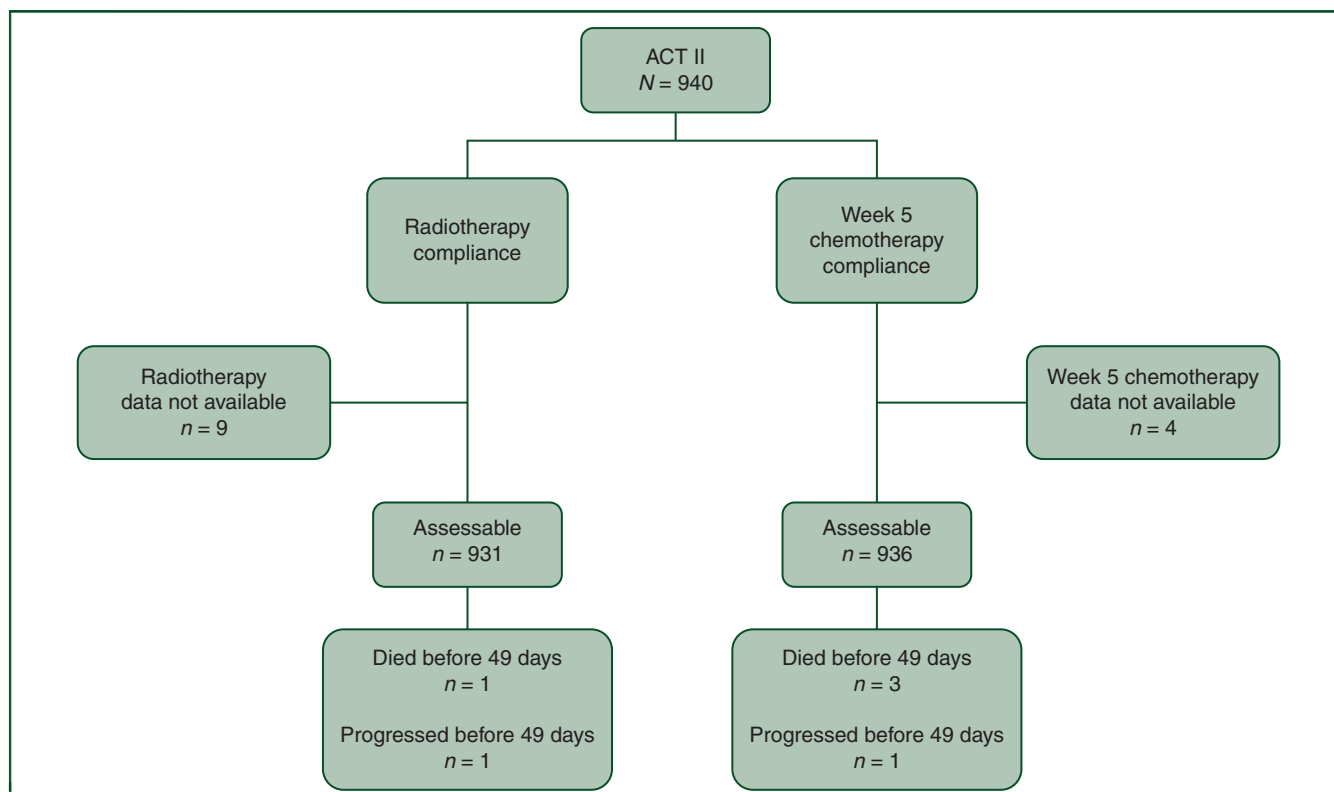 ACT II
N = 940
Radiotherapy
compliance
Week 5
chemotherapy
compliance
Radiotherapy
data not available
n = 9
Week 5 chemotherapy
data not available
n = 4
Assessable
n = 931
Assessable
n = 936
Died before 49 days
n = 1
Progressed before 49 days
n = 1
Died before 49 days
n = 3
Progressed before 49 days
n = 1